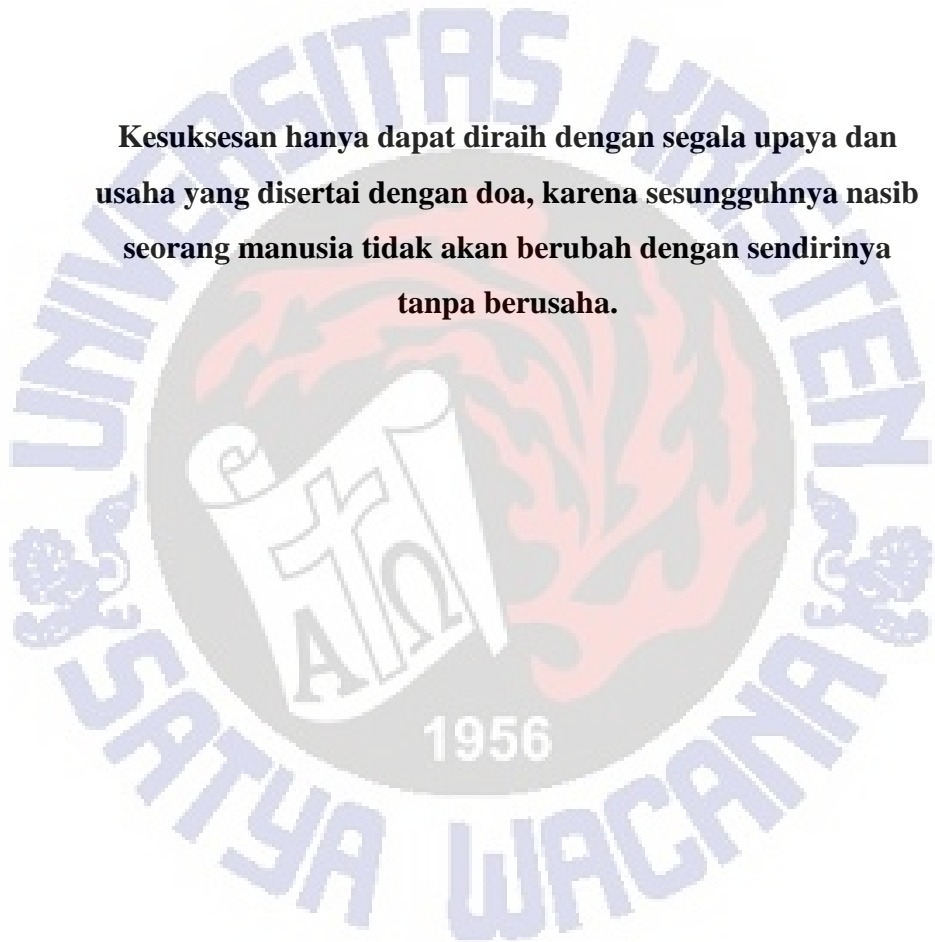 Kesuksesan hanya dapat diraih dengan segala upaya dan
usaha yang disertai dengan doa, karena sesungguhnya nasib
seorang manusia tidak akan berubah dengan sendirinya
tanpa berusaha.
UNIVERSITAS KRISTEN
SATYA WACANA
Α Ω
1956